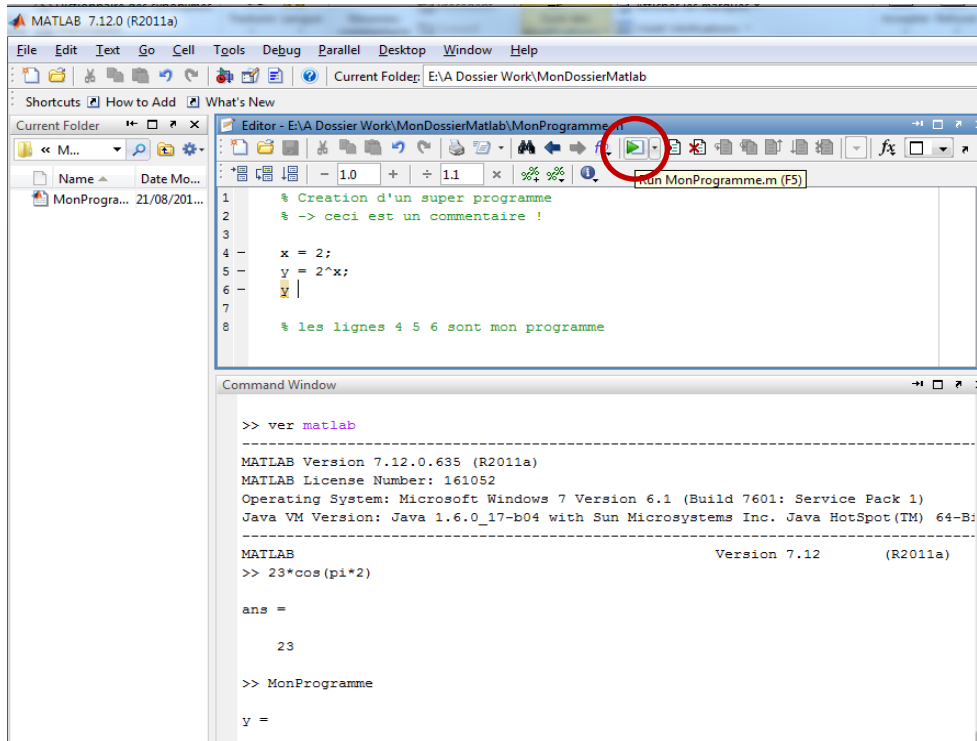 MATLAB 7.12.0 (R2011a)
File Edit Text Go Cell Tools Debug Parallel Desktop Window Help
Current Folder: E:\A Dossier Work\MonDossierMatlab
Shortcuts How to Add What's New
Current Folder
« M...
Name Date Mo...
MonProgra... 21/08/201...
Editor - E:\A Dossier Work\MonDossierMatlab\MonProgramme.m
- 1.0 + ÷ 1.1 ×
Run MonProgramme.m (F5)
1 % Creation d'un super programme
2 % -> ceci est un commentaire !
3
4 - x = 2;
5 - y = 2^x;
6 - y
7
8 % les lignes 4 5 6 sont mon programme
Command Window
>> ver matlab
-------------------------------------------------------------------------------------
MATLAB Version 7.12.0.635 (R2011a)
MATLAB License Number: 161052
Operating System: Microsoft Windows 7 Version 6.1 (Build 7601: Service Pack 1)
Java VM Version: Java 1.6.0_17-b04 with Sun Microsystems Inc. Java HotSpot(TM) 64-Bi
-------------------------------------------------------------------------------------
MATLAB Version 7.12 (R2011a)
>> 23*cos(pi*2)
ans =
23
>> MonProgramme
y =